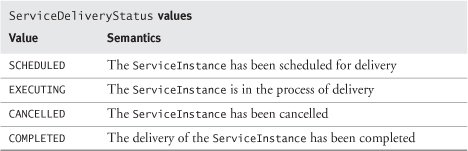 ServiceDeliveryStatus values
Value Semantics
SCHEDULED The ServiceInstance has been scheduled for delivery
EXECUTING The ServiceInstance is in the process of delivery
CANCELLED The ServiceInstance has been cancelled
COMPLETED The delivery of the ServiceInstance has been completed